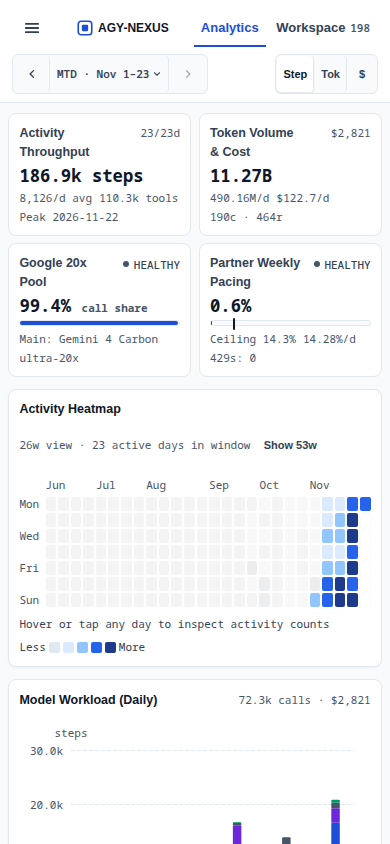 AGY-NEXUS
Analytics
Workspace 198
MTD · Nov 1–23
Step
Tok
$
Activity Throughput
23/23d
186.9k steps
8,126/d avg 110.3k tools
Peak 2026-11-22
Token Volume & Cost
$2,821
11.27B
490.16M/d $122.7/d
190c · 464r
Google 20x Pool
HEALTHY
99.4% call share
Main: Gemini 4 Carbon
ultra-20x
Partner Weekly Pacing
HEALTHY
0.6%
Ceiling 14.3% 14.28%/d
429s: 0
Activity Heatmap
26w view · 23 active days in window Show 53w
Jun Jul Aug Sep Oct Nov
Mon
Wed
Fri
Sun
Hover or tap any day to inspect activity counts
Less More
Model Workload (Daily)
72.3k calls · $2,821
steps
30.0k
20.0k